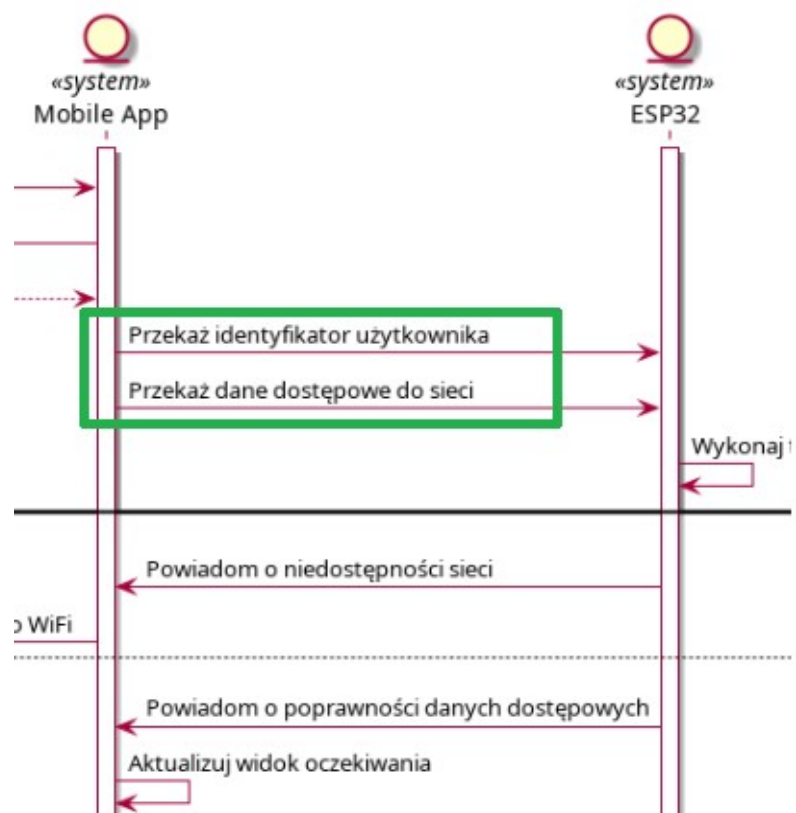 «system»
Mobile App
«system»
ESP32
Przekaż identyfikator użytkownika
Przekaż dane dostępowe do sieci
Wykonaj
Powiadom o niedostępności sieci
WiFi
Powiadom o poprawności danych dostępowych
Aktualizuj widok oczekiwania